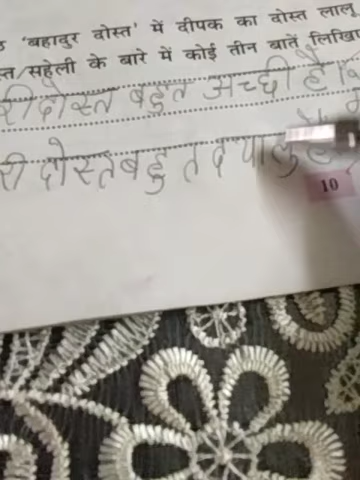 'बहादुर दोस्त' में दीपक का दोस्त लालू
स्त/सहेली के बारे में कोई तीन बातें लिखिए
री दोस्त बहुत अच्छी है।
री दोस्त बहुत दयालु है
10